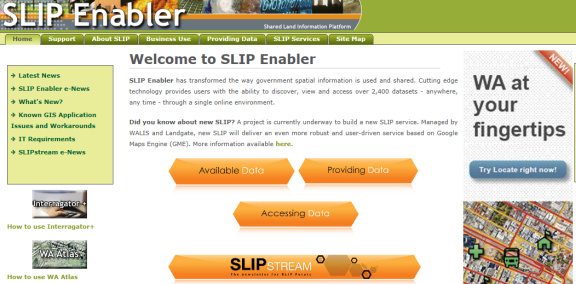 SLIP Enabler
Shared Land Information Platform
Home Support About SLIP Business Use Providing Data SLIP Services Site Map
Latest News
SLIP Enabler e-News
What's New?
Known GIS Application
Issues and Workarounds
IT Requirements
SLIPstream e-News
Interragator+
How to use Interragator+
WA Atlas
How to use WA Atlas
Welcome to SLIP Enabler
SLIP Enabler has transformed the way government spatial information is used and shared. Cutting edge
technology provides users with the ability to discover, view and access over 2,400 datasets - anywhere,
any time - through a single online environment.
Did you know about new SLIP? A project is currently underway to build a new SLIP service. Managed
by WALIS and Landgate, new SLIP will deliver an even more robust and user-driven service based on Google
Maps Engine (GME). More information available here.
Available Data
Providing Data
Accessing Data
SLIPSTREAM
The newsletter for SLIP Users
NEW!
WA at
your
fingertips
Try Locate right now!